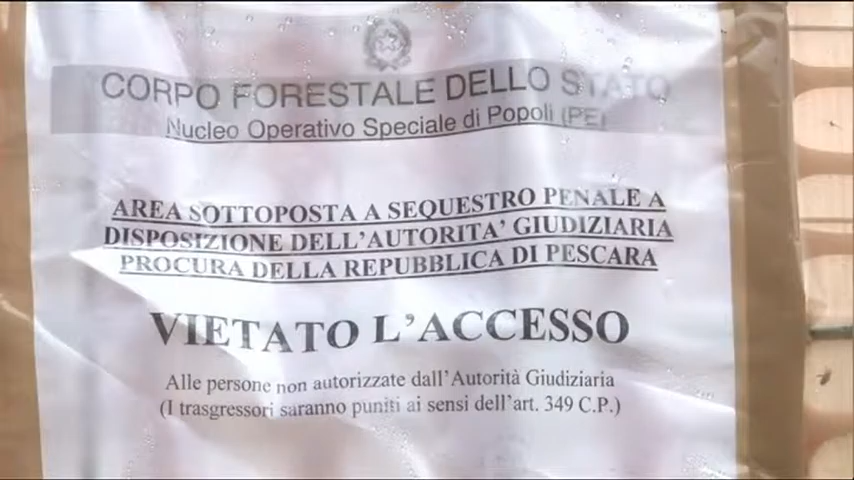 CORPO FORESTALE DELLO STATO
Nucleo Operativo Speciale di Popoli (PE)
AREA SOTTOPOSTA A SEQUESTRO PENALE A
DISPOSIZIONE DELL'AUTORITA' GIUDIZIARIA
PROCURA DELLA REPUBBLICA DI PESCARA
VIETATO L'ACCESSO
Alle persone non autorizzate dall'Autorità Giudiziaria
(I trasgressori saranno puniti ai sensi dell'art. 349 C.P.)